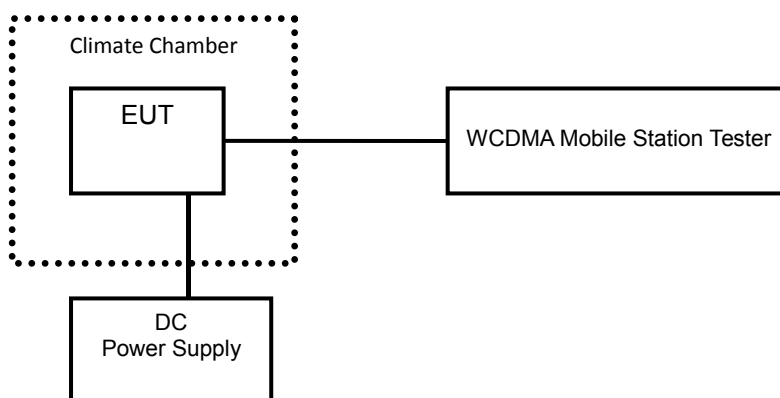 Climate Chamber
EUT
WCDMA Mobile Station Tester
DC
Power Supply